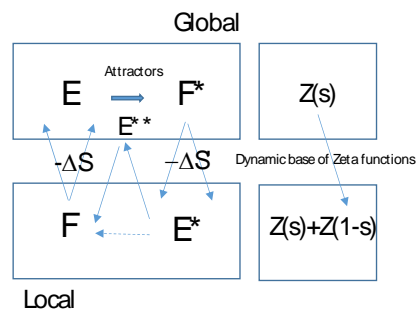 Global
Attractors
E F* Z(s)
E**
-ΔS −ΔS Dynamic base of Zeta functions
F E* Z(s)+Z(1-s)
Local